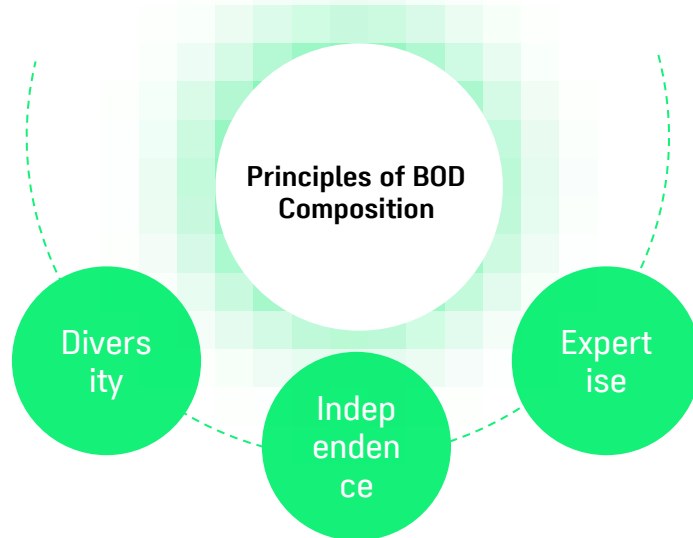 Principles of BOD
Composition
Divers
ity
Indep
enden
ce
Expert
ise